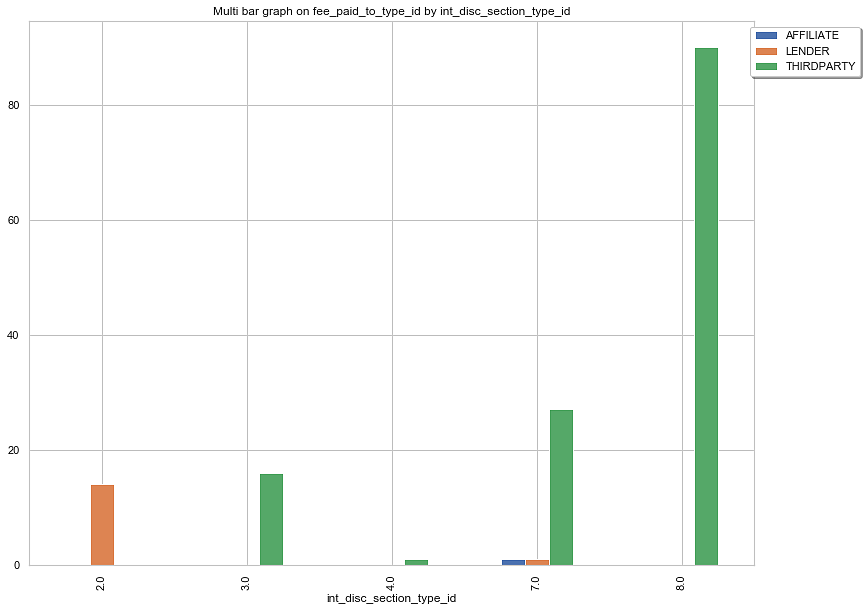 Multi bar graph on fee_paid_to_type_id by int_disc_section_type_id
AFFILIATE
LENDER
THIRDPARTY
80
60
40
20
0
2.0
3.0
4.0
7.0
8.0
int_disc_section_type_id